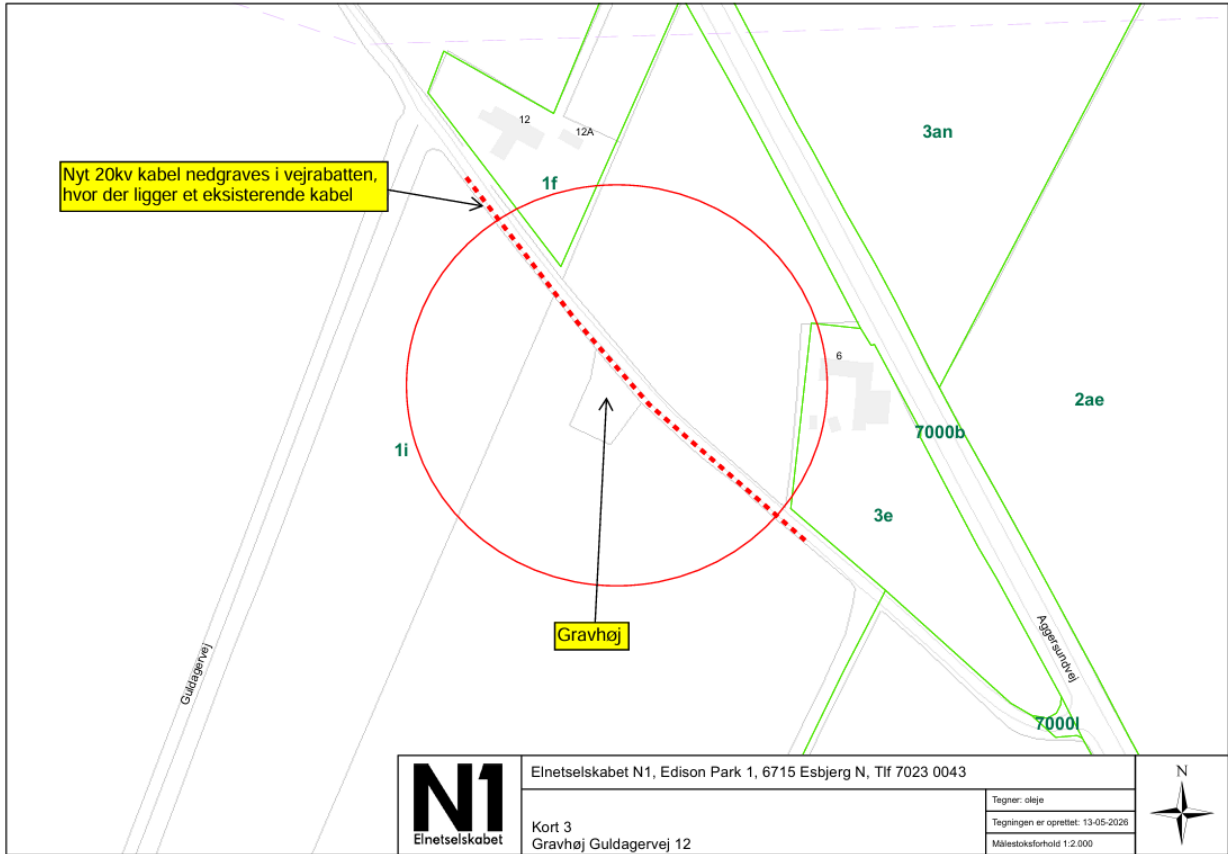 12
12A
3an
Nyt 20kv kabel nedgraves i vejrabatten,
hvor der ligger et eksisterende kabel
1f
6
2ae
7000b
1i
3e
Gravhøj
Guldagervej
Aggersundvej
7000l
N1
Elnetselskabet
Elnetselskabet N1, Edison Park 1, 6715 Esbjerg N, Tlf 7023 0043
Kort 3
Gravhøj Guldagervej 12
Tegner: oleje
Tegningen er oprettet: 13-05-2026
Målestoksforhold 1:2.000
N